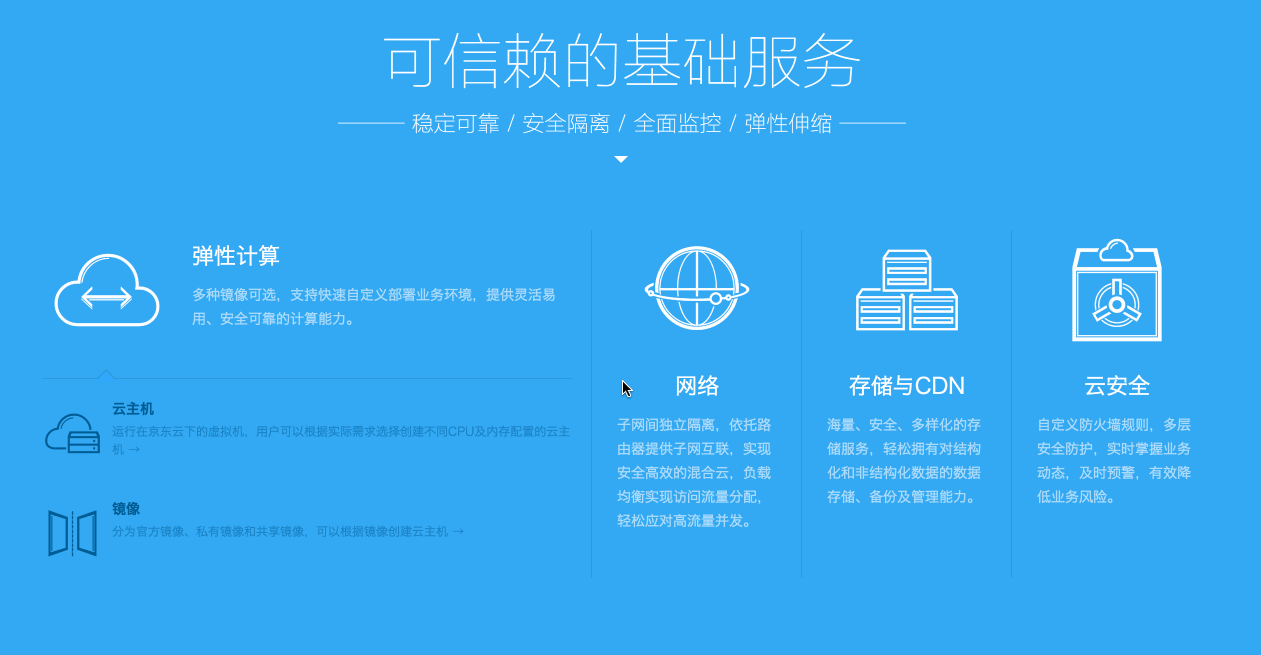 可信赖的基础服务
稳定可靠 / 安全隔离 / 全面监控 / 弹性伸缩
弹性计算
多种镜像可选，支持快速自定义部署业务环境，提供灵活易
用、安全可靠的计算能力。
云主机
运行在京东云下的虚拟机，用户可以根据实际需求选择创建不同CPU及内存配置的云主
机 →
镜像
分为官方镜像、私有镜像和共享镜像，可以根据镜像创建云主机 →
网络
子网间独立隔离，依托路
由器提供子网互联，实现
安全高效的混合云，负载
均衡实现访问流量分配，
轻松应对高流量并发。
存储与CDN
海量、安全、多样化的存
储服务，轻松拥有对结构
化和非结构化数据的数据
存储、备份及管理能力。
云安全
自定义防火墙规则，多层
安全防护，实时掌握业务
动态，及时预警，有效降
低业务风险。